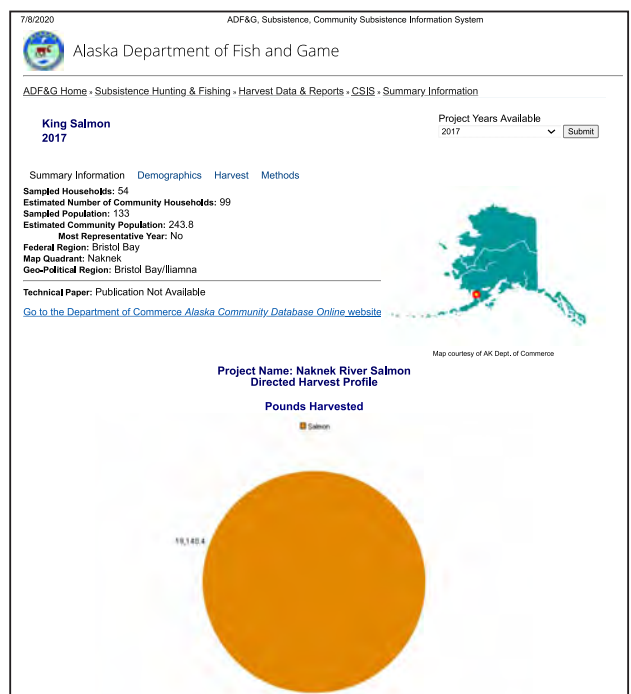 7/8/2020 ADF&G, Subsistence, Community Subsistence Information System
Alaska Department of Fish and Game
ADF&G Home » Subsistence Hunting & Fishing » Harvest Data & Reports » CSIS » Summary Information
King Salmon
2017
Project Years Available
2017 Submit
Summary Information Demographics Harvest Methods
Sampled Households: 54
Estimated Number of Community Households: 99
Sampled Population: 133
Estimated Community Population: 243.8
Most Representative Year: No
Federal Region: Bristol Bay
Map Quadrant: Naknek
Geo-Political Region: Bristol Bay/Iliamna
Technical Paper: Publication Not Available
Go to the Department of Commerce Alaska Community Database Online website
Map courtesy of AK Dept. of Commerce
Project Name: Naknek River Salmon
Directed Harvest Profile
Pounds Harvested
Salmon
19,140.4